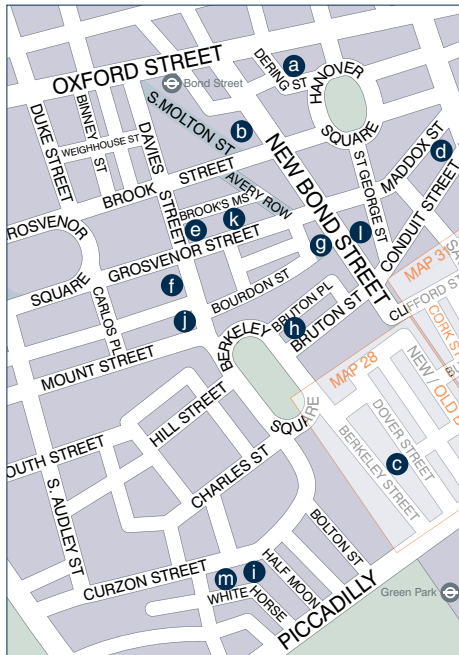 OXFORD STREET
Bond Street
a
DERING ST
HANOVER
SQUARE
DUKE STREET
BINNEY ST
WEIGHHOUSE ST
DAVIES STREET
S.MOLTON ST
b
NEW BOND STREET
ST GEORGE ST
MADDOX ST
d
CONDUIT STREET
BROOK STREET
AVERY ROW
BROOK'S MS
k
e
g
l
GROSVENOR
SQUARE
GROSVENOR STREET
MAP 31
f
CARLOS PL
BOURDON ST
BRUTON PL
BRUTON ST
h
CLIFFORD S
CORK S
j
MOUNT STREET
BERKELEY
SQUARE
MAP 28
NEW /
OLD B
HILL STREET
DOVER STREET
BERKELEY STREET
c
OUTH STREET
S. AUDLEY ST
CHARLES ST
BOLTON ST
CURZON STREET
m
i
HALF MOON
WHITE HORSE
PICCADILLY
Green Park